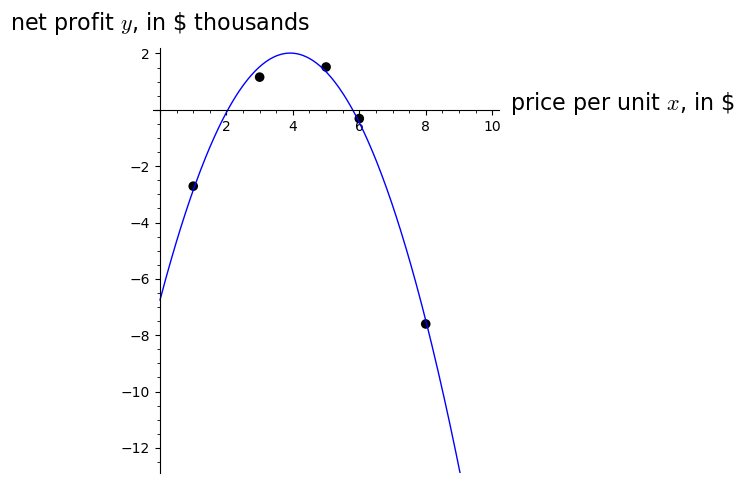 net profit y, in $ thousands
2
price per unit x, in $
2 4 6 8 10
−2
−4
−6
−8
−10
−12